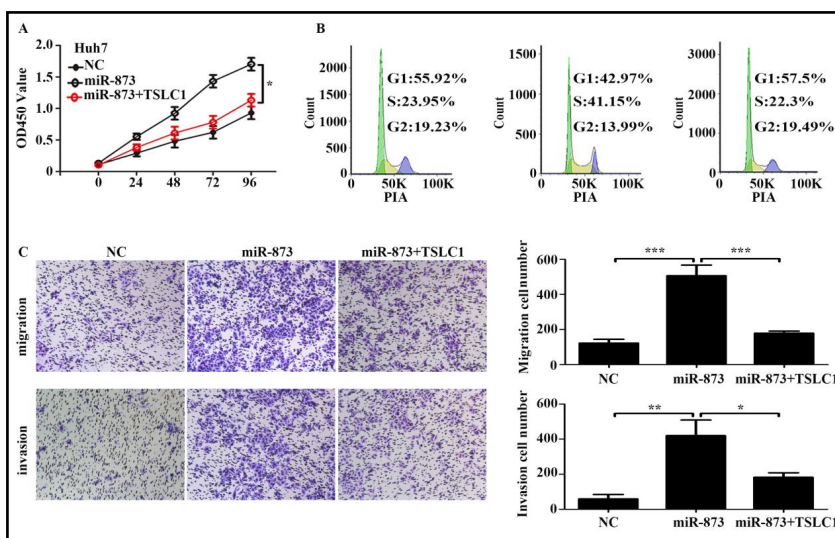 A
Huh7
NC
miR-873
miR-873+TSLC1
*
OD450 Value
2.0
1.5
1.0
0.5
0.0
0 24 48 72 96
B
Count
2000
1500
1000
500
0
G1:55.92%
S:23.95%
G2:19.23%
50K 100K
PIA
Count
1500
1000
500
0
G1:42.97%
S:41.15%
G2:13.99%
50K 100K
PIA
Count
3000
2000
1000
0
G1:57.5%
S:22.3%
G2:19.49%
50K 100K
PIA
C
NC miR-873 miR-873+TSLC1
migration
invasion
Migration cell number
600
400
200
0
*** ***
NC miR-873 miR-873+TSLC1
Invasion cell number
600
400
200
0
** *
NC miR-873 miR-873+TSLC1